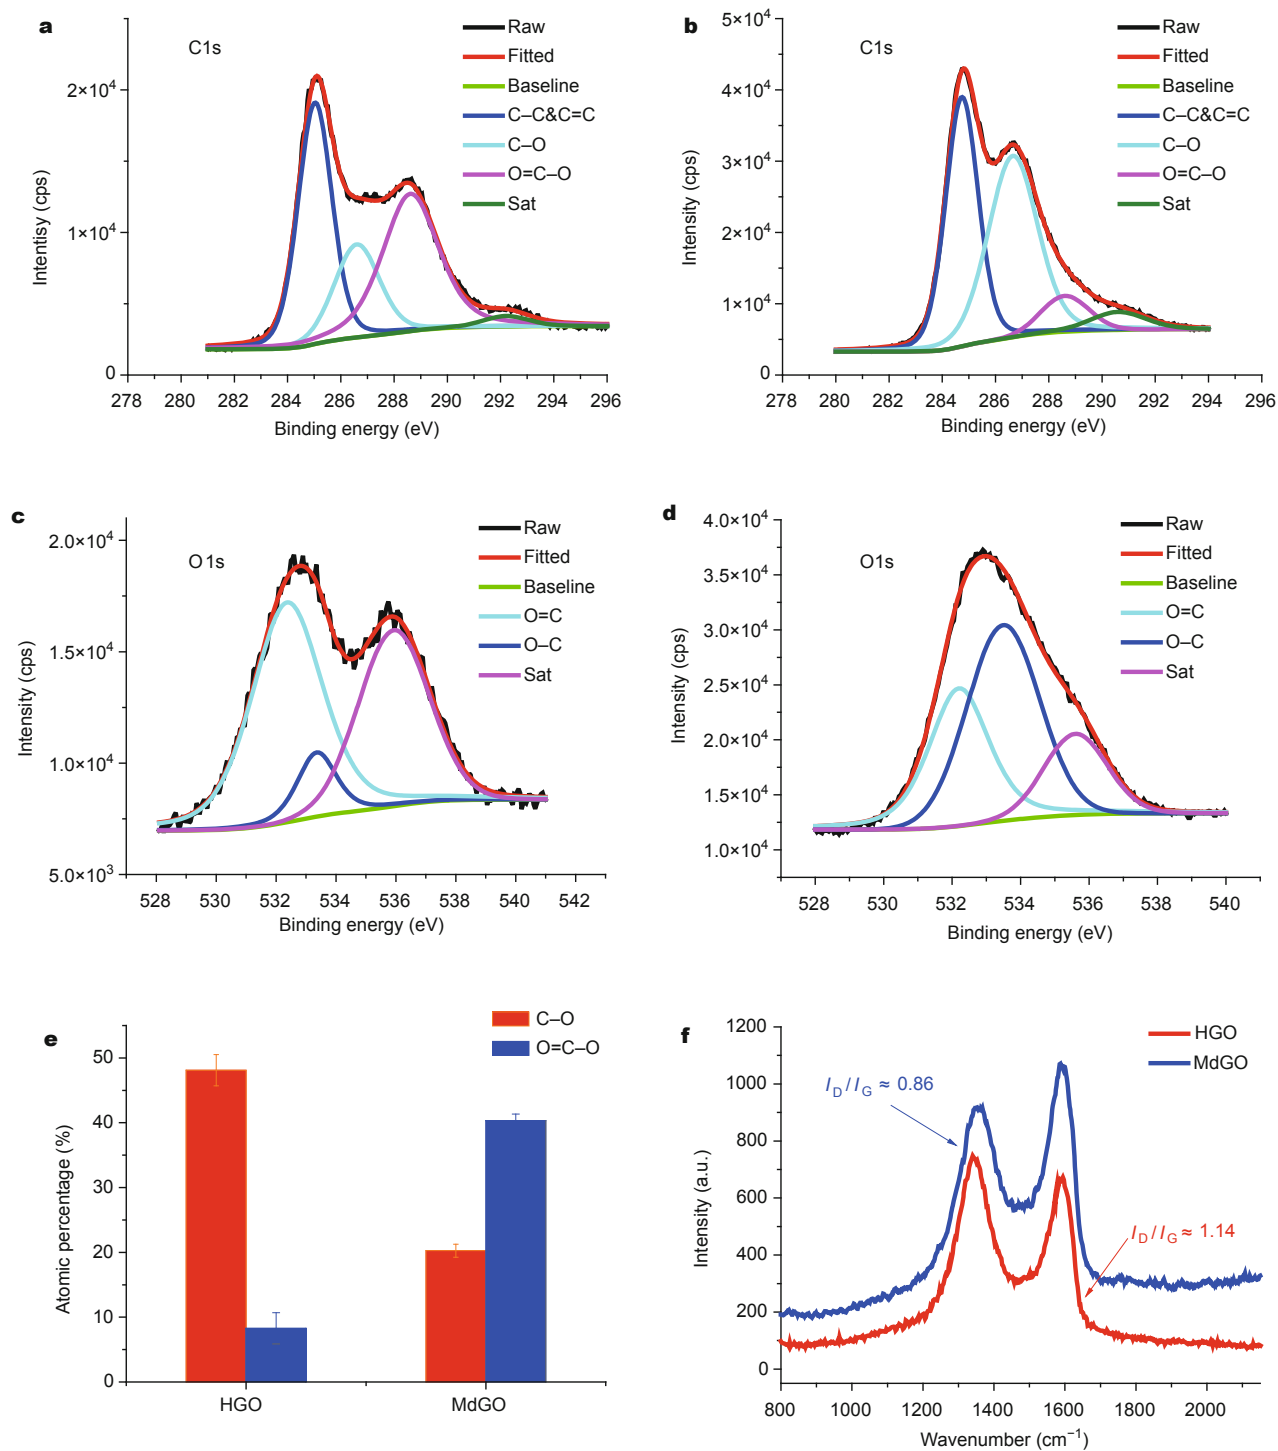 a
C1s
Raw
Fitted
Baseline
C–C&C=C
C–O
O=C–O
Sat
2×10⁴
1×10⁴
0
Intentisy (cps)
278 280 282 284 286 288 290 292 294 296
Binding energy (eV)
b
C1s
Raw
Fitted
Baseline
C–C&C=C
C–O
O=C–O
Sat
5×10⁴
4×10⁴
3×10⁴
2×10⁴
1×10⁴
0
Intensity (cps)
278 280 282 284 286 288 290 292 294 296
Binding energy (eV)
c
O1s
Raw
Fitted
Baseline
O=C
O–C
Sat
2.0×10⁴
1.5×10⁴
1.0×10⁴
5.0×10³
Intensity (cps)
528 530 532 534 536 538 540 542
Binding energy (eV)
d
O1s
Raw
Fitted
Baseline
O=C
O–C
Sat
4.0×10⁴
3.5×10⁴
3.0×10⁴
2.5×10⁴
2.0×10⁴
1.5×10⁴
1.0×10⁴
Intensity (cps)
528 530 532 534 536 538 540
Binding energy (eV)
e
C–O
O=C–O
50
40
30
20
10
0
Atomic percentage (%)
HGO MdGO
f
HGO
MdGO
I_D/I_G ≈ 0.86
I_D/I_G ≈ 1.14
1200
1000
800
600
400
200
0
Intensity (a.u.)
800 1000 1200 1400 1600 1800 2000
Wavenumber (cm⁻¹)